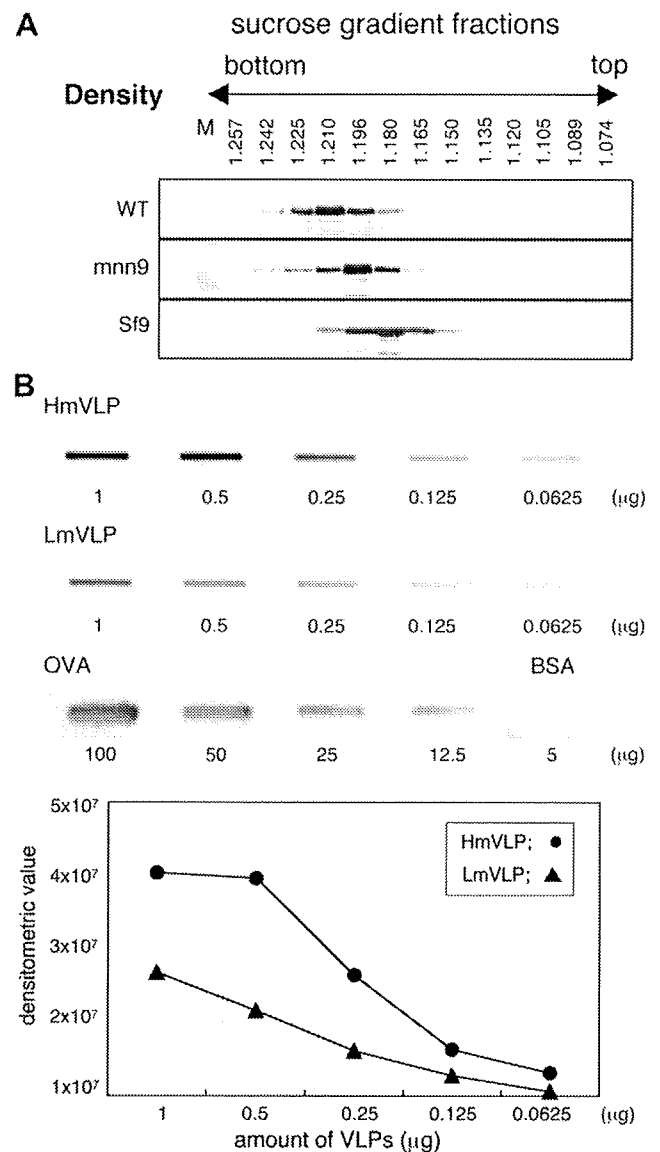 A
sucrose gradient fractions
bottom top
Density
M 1.257 1.242 1.225 1.210 1.196 1.180 1.165 1.150 1.135 1.120 1.105 1.089 1.074
WT
mnn9
Sf9
B
HmVLP
1 0.5 0.25 0.125 0.0625 (μg)
LmVLP
1 0.5 0.25 0.125 0.0625 (μg)
OVA BSA
100 50 25 12.5 5 (μg)
5x10⁷
4x10⁷
3x10⁷
2x10⁷
1x10⁷
densitometric value
HmVLP; ●
LmVLP; ▲
1 0.5 0.25 0.125 0.0625 (μg)
amount of VLPs (μg)